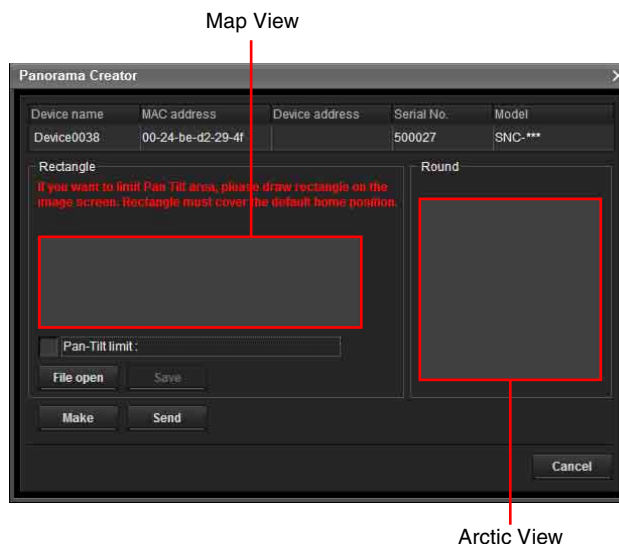 Map View
Panorama Creator
Device name MAC address Device address Serial No. Model
Device0038 00-24-be-d2-29-4f 500027 SNC-***
Rectangle Round
If you want to limit Pan Tilt area, please draw rectangle on the
image screen. Rectangle must cover the default home position.
Pan-Tilt limit :
File open Save
Make Send
Cancel
Arctic View